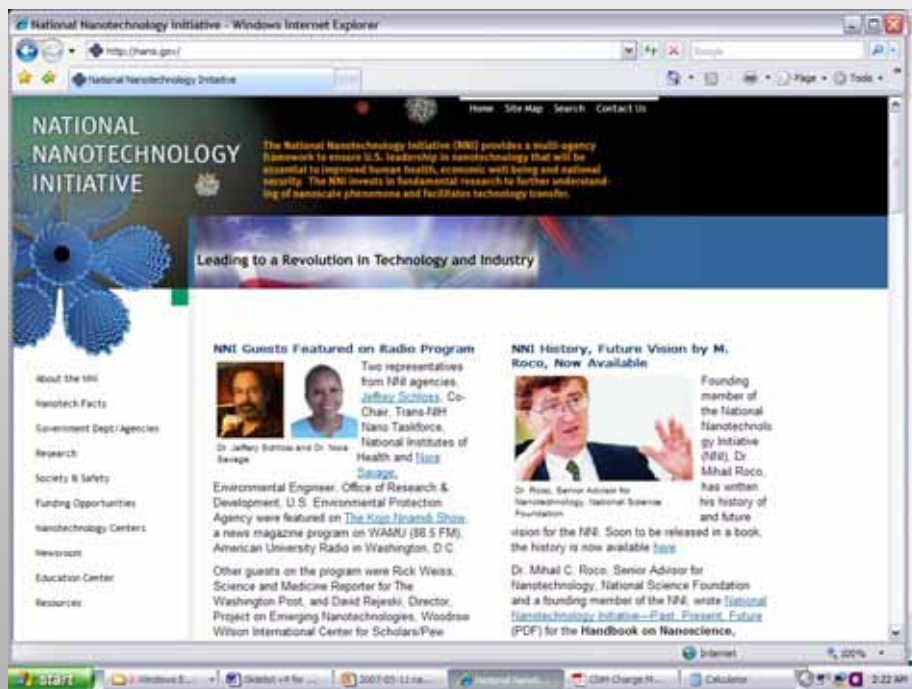 National Nanotechnology Initiative - Windows Internet Explorer
http://nano.gov/
Google
National Nanotechnology Initiative
Page
Tools
Home Site Map Search Contact Us
NATIONAL
NANOTECHNOLOGY
INITIATIVE
The National Nanotechnology Initiative (NNI) provides a multi-agency
framework to ensure U.S. leadership in nanotechnology that will be
essential to improved human health, economic well being and national
security. The NNI invests in fundamental research to further understand-
ing of nanoscale phenomena and facilitates technology transfer.
Leading to a Revolution in Technology and Industry
About the NNI
Nanotech Facts
Government Dept/Agencies
Research
Society & Safety
Funding Opportunities
Nanotechnology Centers
Newsroom
Education Center
Resources
NNI Guests Featured on Radio Program
Two representatives
from NNI agencies,
Jeffrey Schloss, Co-
Chair, Trans-NIH
Nano Taskforce,
National Institutes of
Health and Nora
Savage,
Dr. Jeffery Schloss and Dr. Nora
Savage
Environmental Engineer, Office of Research &
Development, U.S. Environmental Protection
Agency were featured on The Kojo Nnamdi Show,
a news magazine program on WAMU (88.5 FM),
American University Radio in Washington, D.C.
Other guests on the program were Rick Weiss,
Science and Medicine Reporter for The
Washington Post, and David Rejeski, Director,
Project on Emerging Nanotechnologies, Woodrow
Wilson International Center for Scholars/Pew
NNI History, Future Vision by M.
Roco, Now Available
Founding
member of
the National
Nanotechnolo
gy Initiative
(NNI), Dr
Mihail Roco,
has written
his history of
and future
Dr. Roco, Senior Advisor for
Nanotechnology, National Science
Foundation
vision for the NNI. Soon to be released in a book,
the history is now available here
Dr. Mihail C. Roco, Senior Advisor for
Nanotechnology, National Science Foundation
and a founding member of the NNI, wrote National
Nanotechnology Initiative—Past, Present, Future
(PDF) for the Handbook on Nanoscience,
Internet
100%
start
Windows E...
2007-05-11
Calculator
2:22 AM